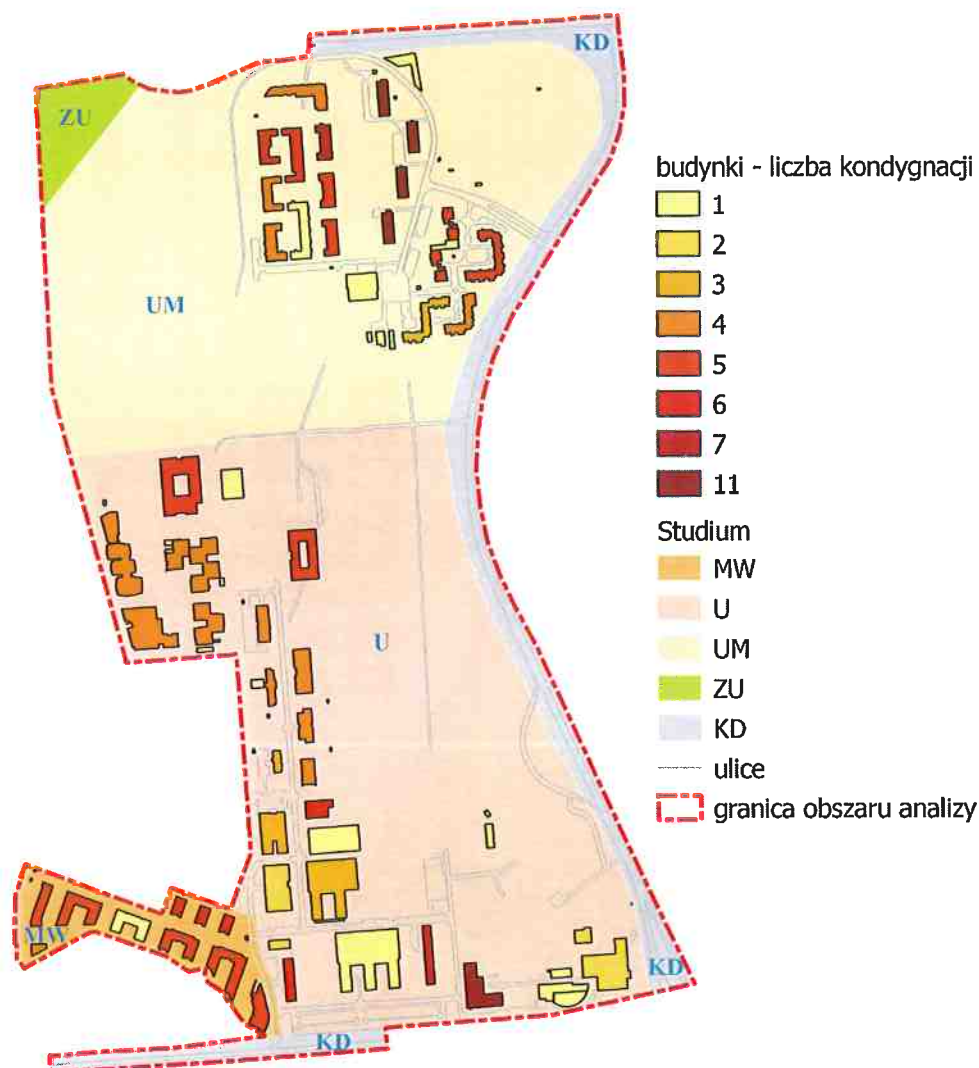 KD
ZU
UM
U
MW
KD
KD
budynki - liczba kondygnacji
1
2
3
4
5
6
7
11
Studium
MW
U
UM
ZU
KD
ulice
granica obszaru analizy